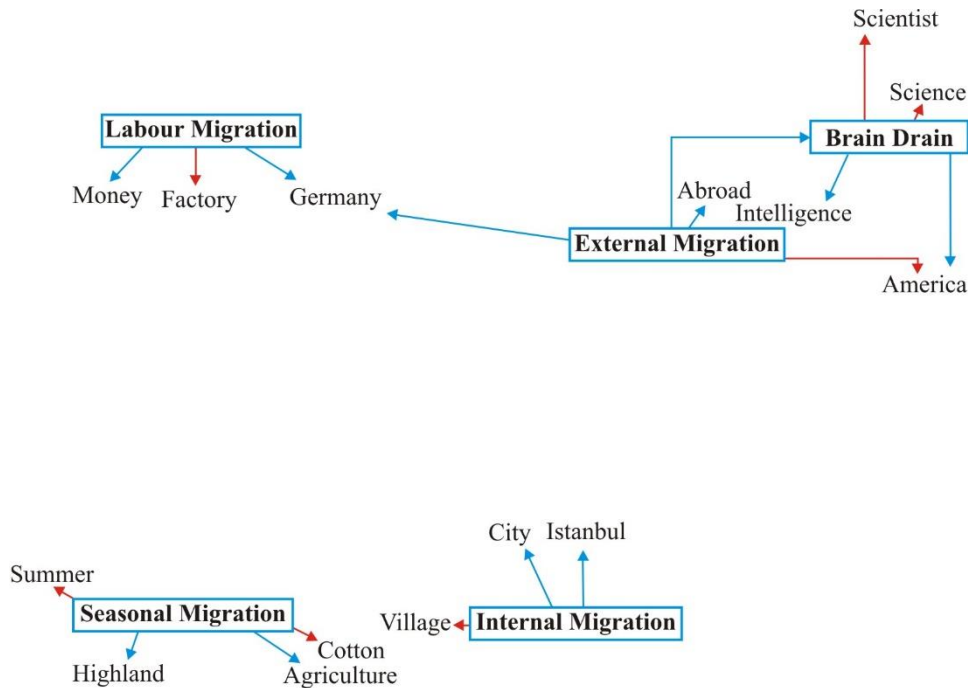 Scientist
Science
Labour Migration
Brain Drain
Money
Factory
Germany
Abroad
Intelligence
External Migration
America
City
Istanbul
Summer
Seasonal Migration
Village
Internal Migration
Cotton
Highland
Agriculture